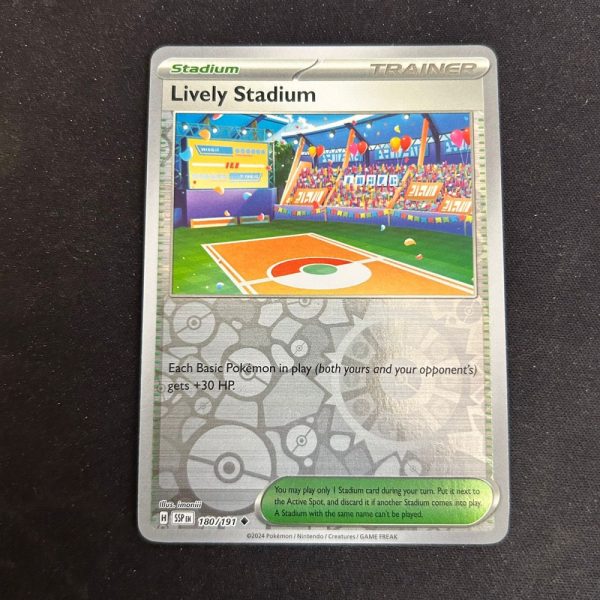 Stadium
TRAINER
Lively Stadium
Each Basic Pokémon in play (both yours and your opponent's)
gets +30 HP.
You may play only 1 Stadium card during your turn. Put it next to
the Active Spot, and discard it if another Stadium comes into play.
A Stadium with the same name can't be played.
Illus. imoniii
H SSP EN 180/191
©2024 Pokémon / Nintendo / Creatures / GAME FREAK